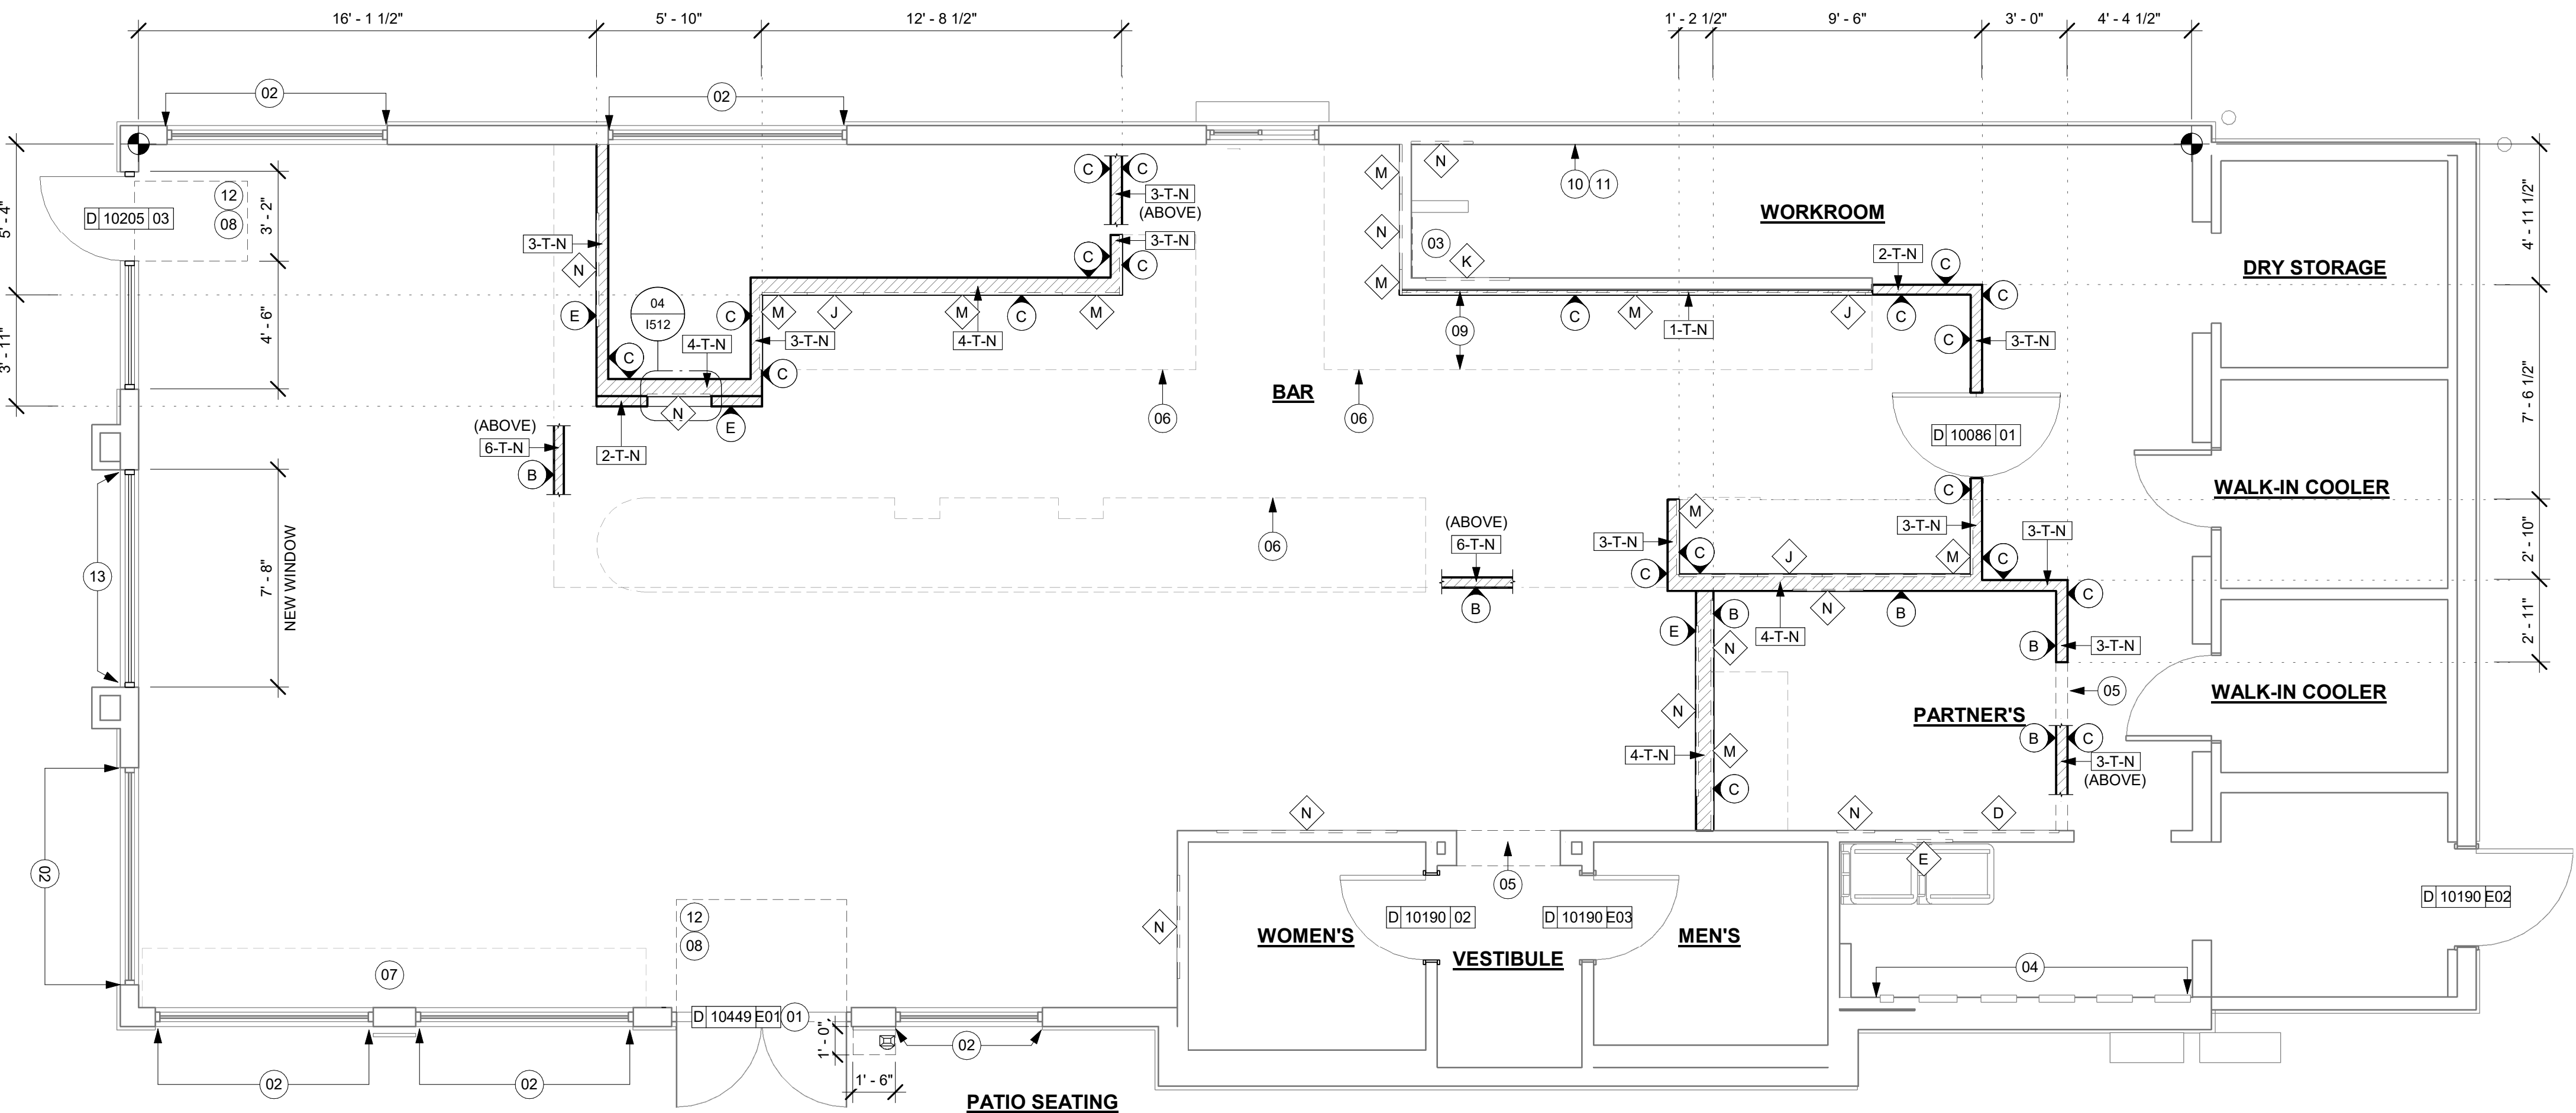 16' - 1 1/2" 5' - 10" 12' - 8 1/2" 1' - 2 1/2" 9' - 6" 3' - 0" 4' - 4 1/2"
02 02
5' - 4"
3' - 11"
3' - 2"
4' - 6"
7' - 8"
NEW WINDOW
4' - 11 1/2"
7' - 6 1/2"
2' - 10"
2' - 11"
D 10205 03
12
08
3-T-N
N
E
C C
3-T-N
(ABOVE)
3-T-N
C C
04
I512
C
4-T-N
C
M J M C M
3-T-N
4-T-N
C
N
E
2-T-N
(ABOVE)
6-T-N
B
06
BAR
06
M
N
M
N
10 11
03
K
WORKROOM
2-T-N
C
C
09
C M J C
1-T-N
C
3-T-N
D 10086 01
DRY STORAGE
WALK-IN COOLER
WALK-IN COOLER
13
06
(ABOVE)
6-T-N
B
C
M
3-T-N
3-T-N
3-T-N
C
J
M
C
C
C
N
B
4-T-N
E
B
N
B
3-T-N
05
N
PARTNER'S
4-T-N
M
B C
3-T-N
(ABOVE)
C
N
N
D
E
02
N
05
D 10190 02
D 10190 E03
D 10190 E02
WOMEN'S
VESTIBULE
MEN'S
12
08
07
04
D 10449 E01 01
1' - 0"
02
1' - 6"
02 02
PATIO SEATING